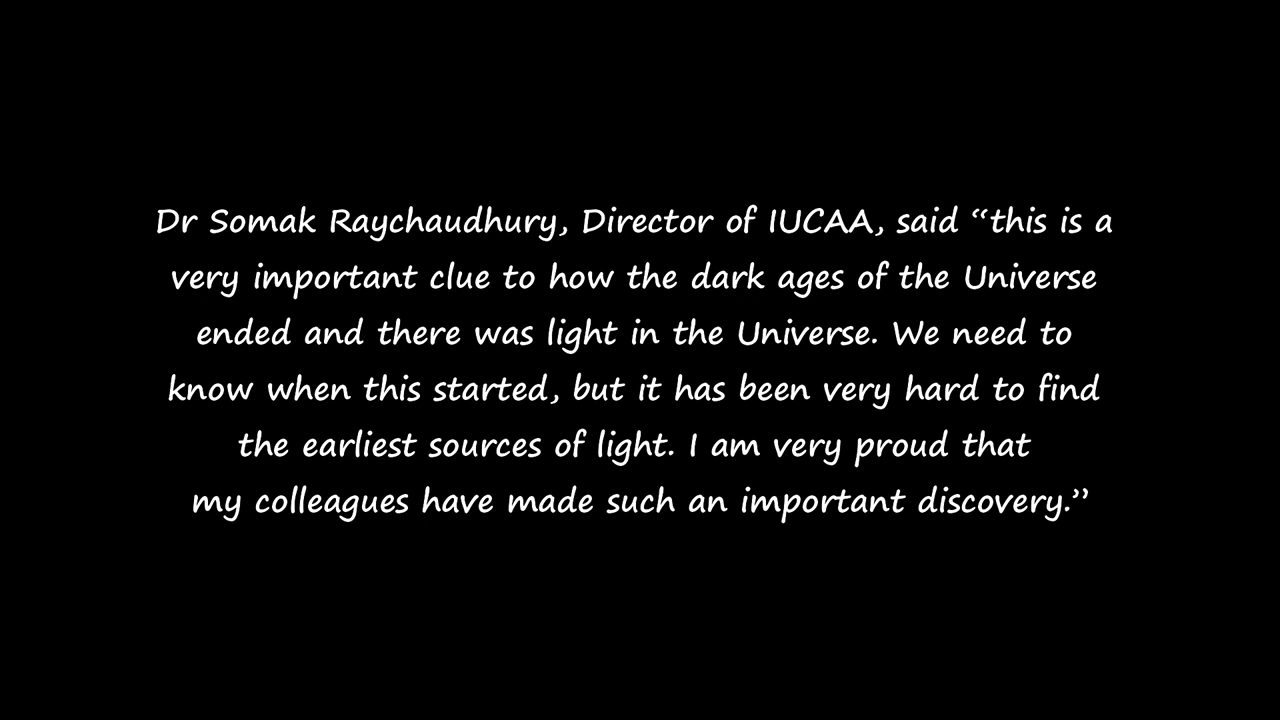 Dr Somak Raychaudhury, Director of IUCAA, said “this is a
very important clue to how the dark ages of the Universe
ended and there was light in the Universe. We need to
know when this started, but it has been very hard to find
the earliest sources of light. I am very proud that
my colleagues have made such an important discovery.”